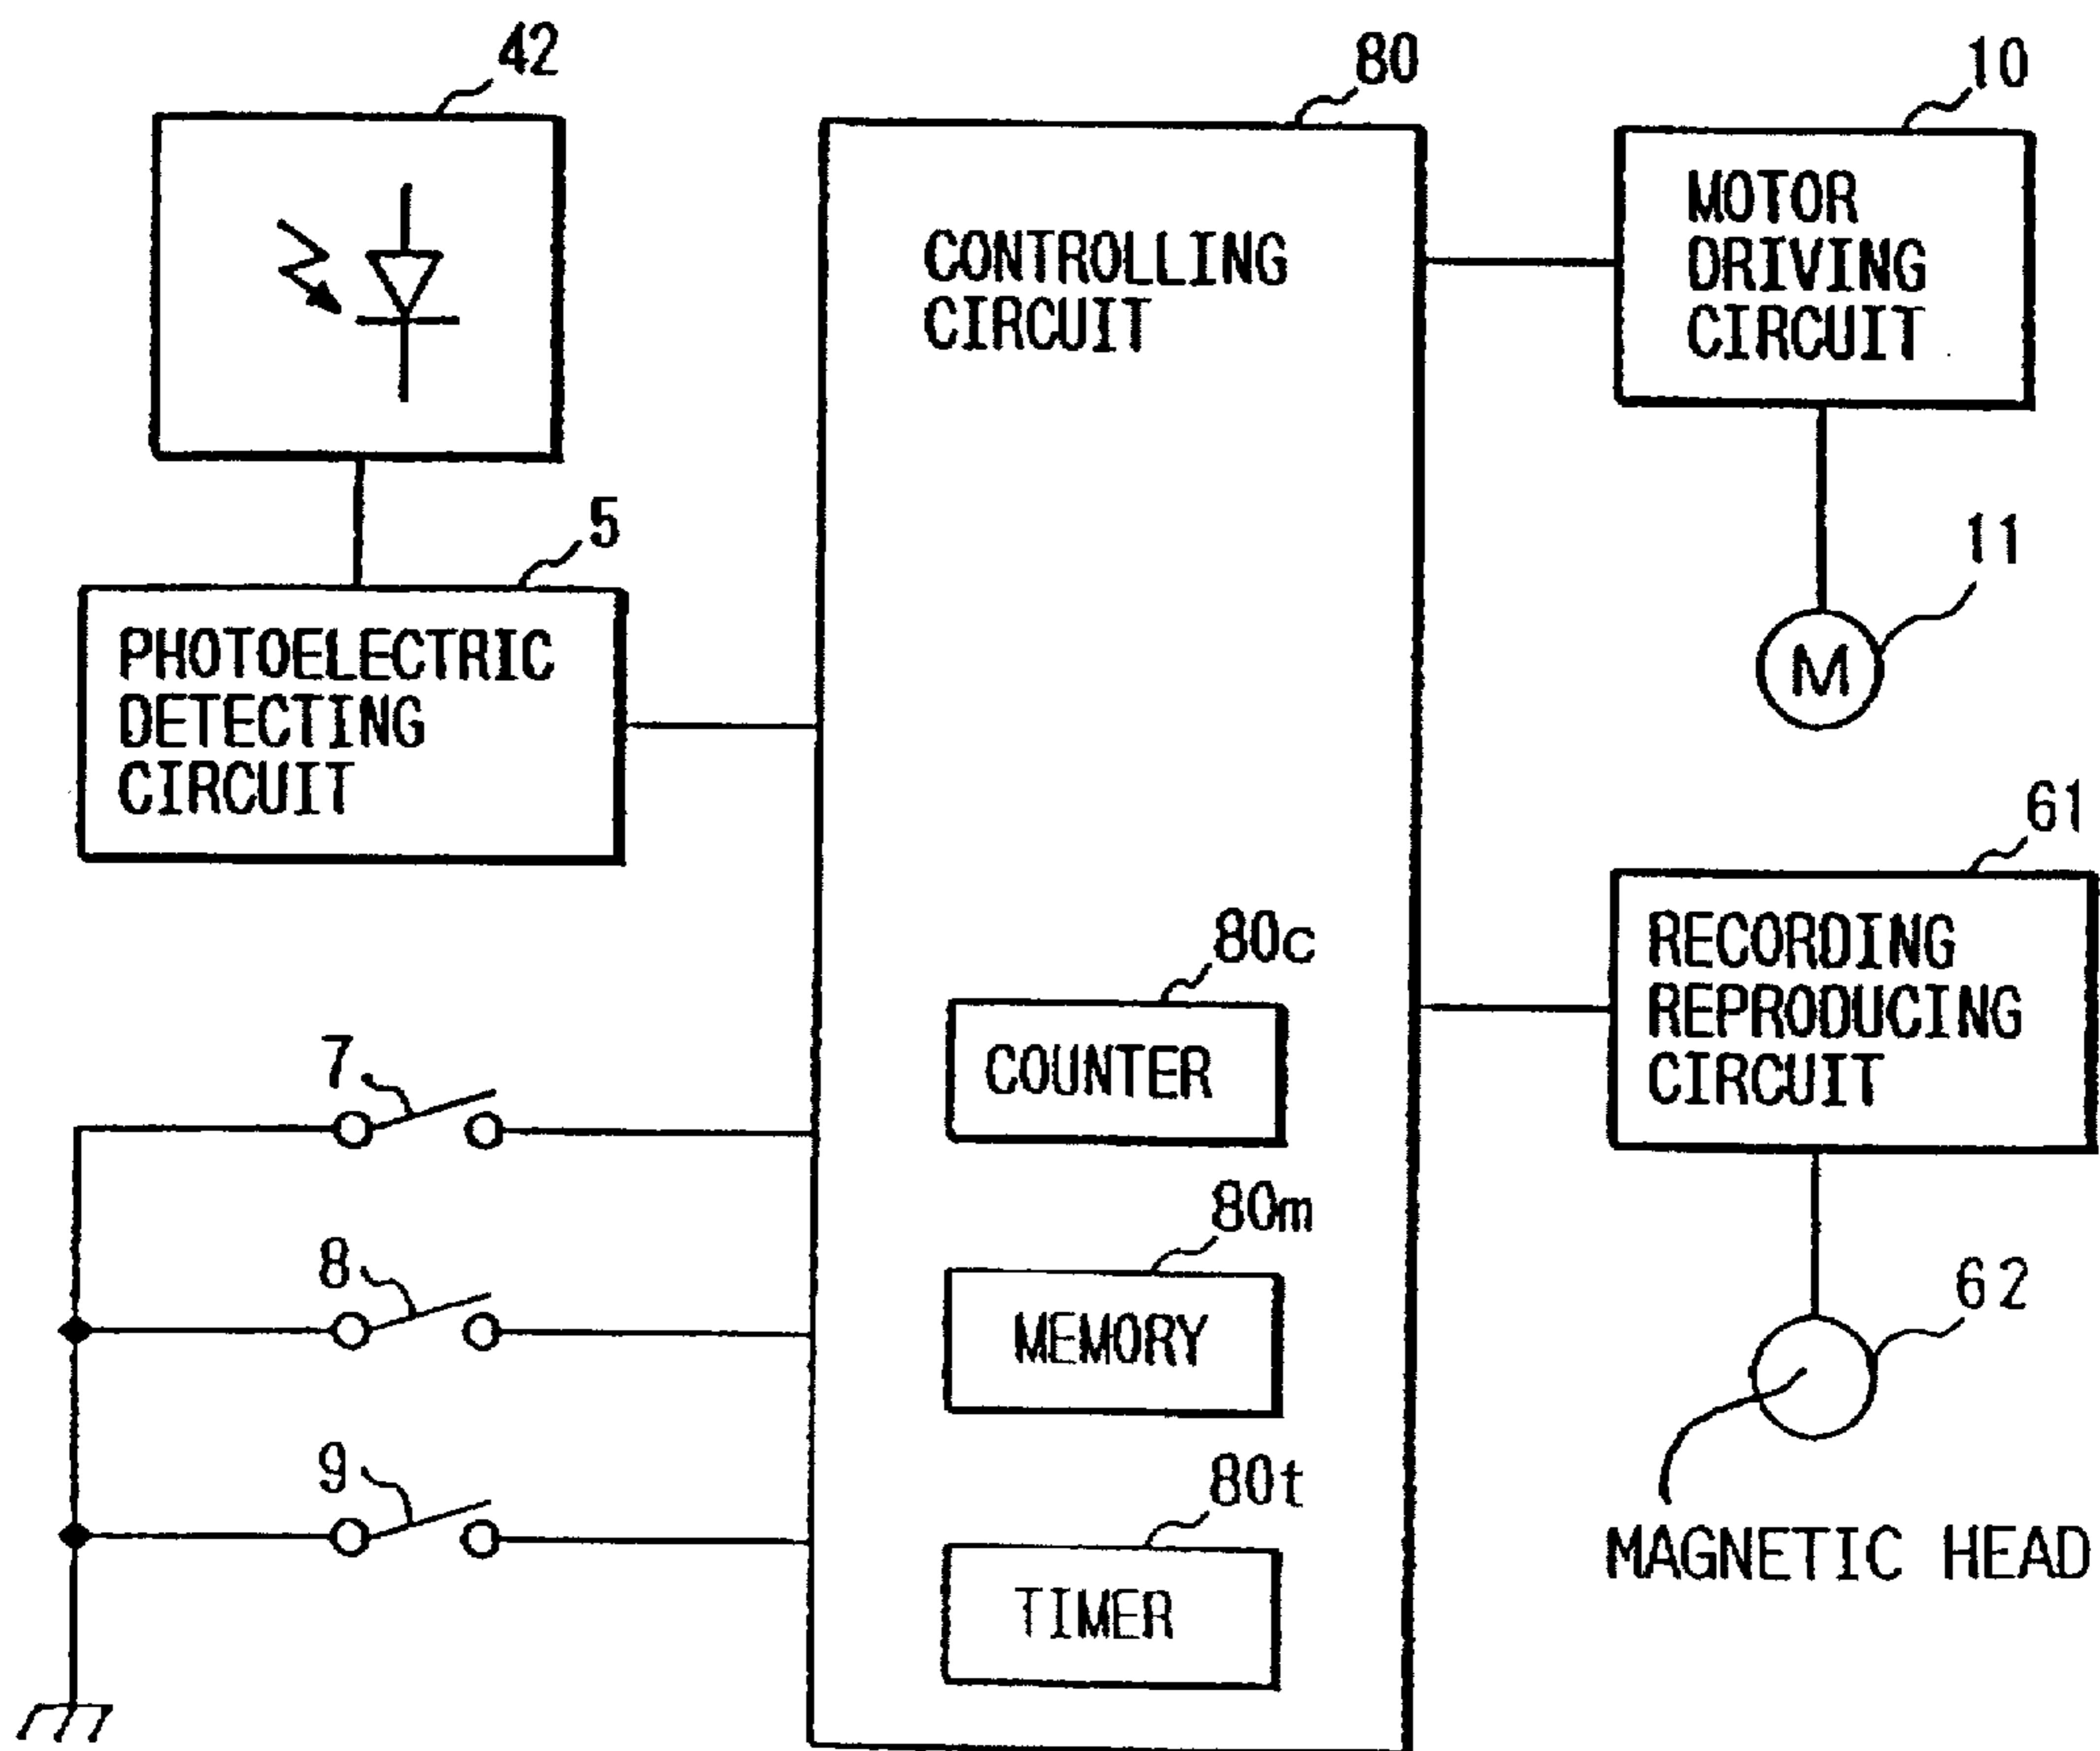 42
80
10
CONTROLLING
CIRCUIT
MOTOR
DRIVING
CIRCUIT
5
PHOTOELECTRIC
DETECTING
CIRCUIT
11
M
61
RECORDING
REPRODUCING
CIRCUIT
80c
COUNTER
7
80m
MEMORY
8
62
80t
TIMER
9
MAGNETIC HEAD